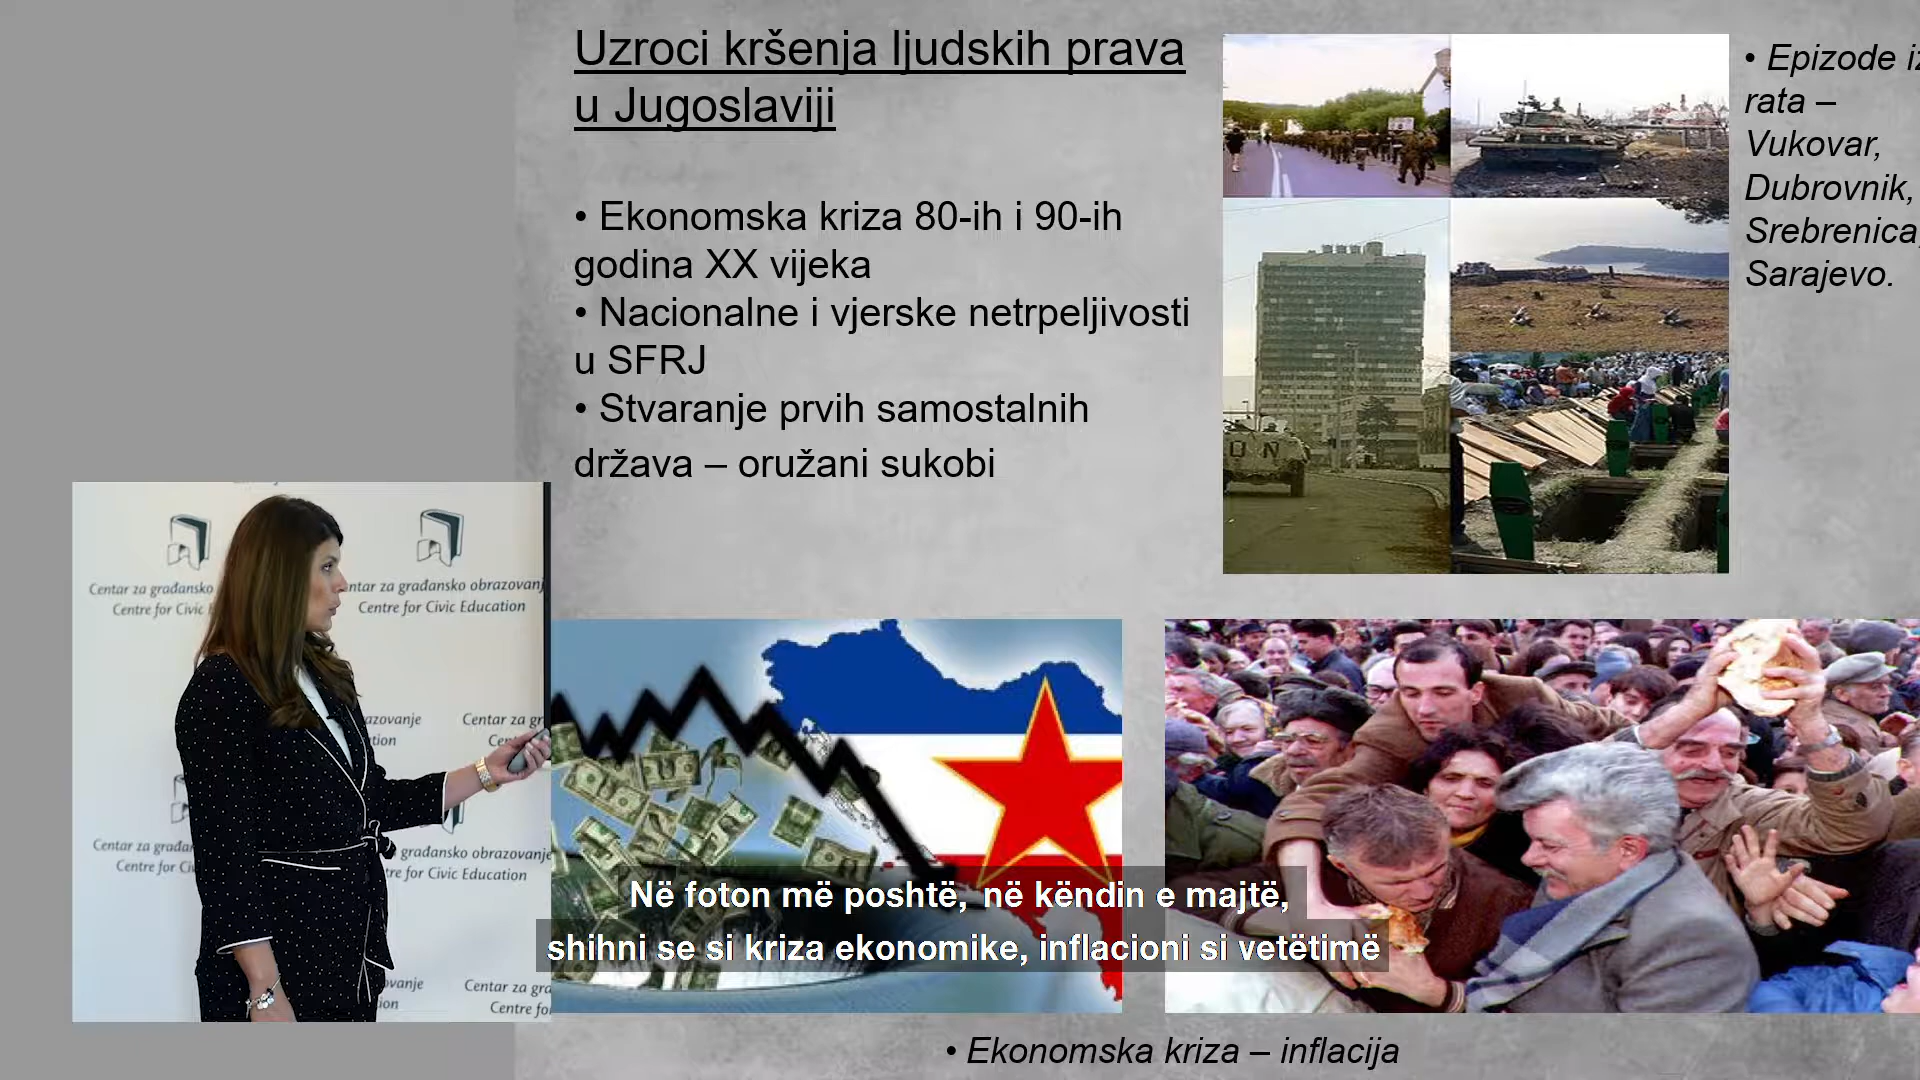 Uzroci kršenja ljudskih prava
u Jugoslaviji
• Ekonomska kriza 80-ih i 90-ih
godina XX vijeka
• Nacionalne i vjerske netrpeljivosti
u SFRJ
• Stvaranje prvih samostalnih
država – oružani sukobi
• Epizode iz
rata –
Vukovar,
Dubrovnik,
Srebrenica,
Sarajevo.
Centar za građansko
Centre for Civic
građansko obrazovanje
Centre for Civic Education
Centar za
građansko obrazovanje
Civic Education
Centar za
Në foton më poshtë, në këndin e majtë,
shihni se si kriza ekonomike, inflacioni si vetëtimë
• Ekonomska kriza – inflacija